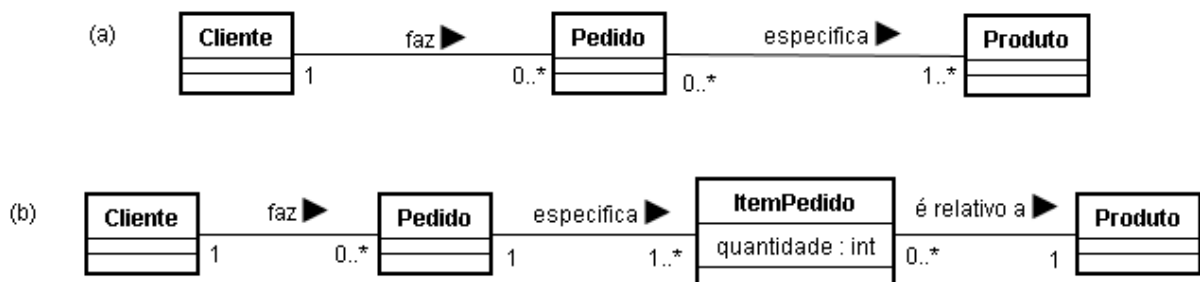 (a)
Cliente
faz
Pedido
especifica
Produto
1
0..*
0..*
1..*
(b)
Cliente
faz
Pedido
especifica
ItemPedido
quantidade : int
é relativo a
Produto
1
0..*
1
1..*
0..*
1